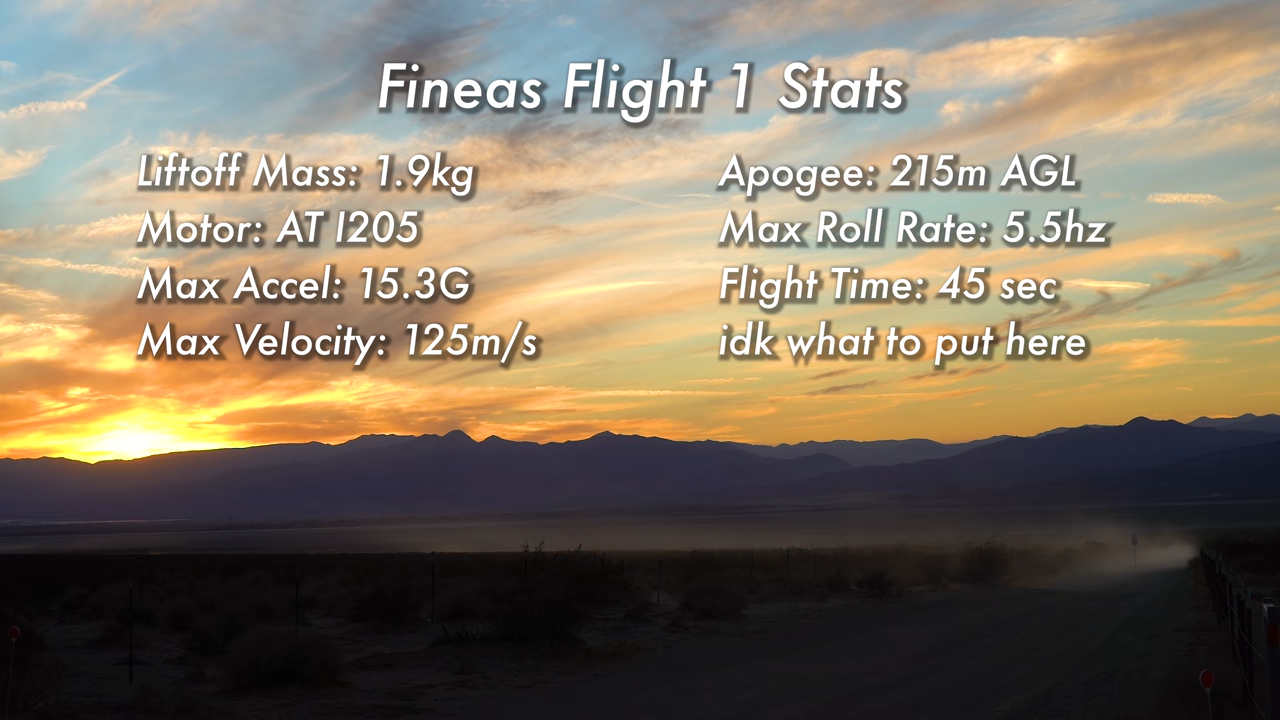 Fineas Flight 1 Stats
Liftoff Mass: 1.9kg
Motor: AT I205
Max Accel: 15.3G
Max Velocity: 125m/s
Apogee: 215m AGL
Max Roll Rate: 5.5hz
Flight Time: 45 sec
idk what to put here